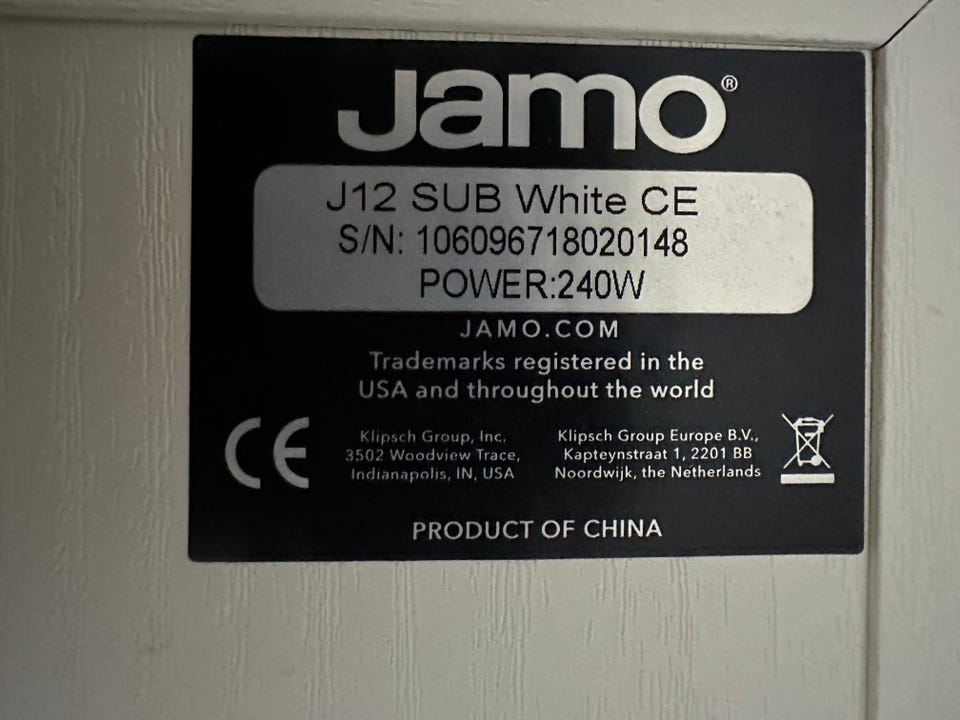 Jamo®
J12 SUB White CE
S/N: 106096718020148
POWER:240W
JAMO.COM
Trademarks registered in the
USA and throughout the world
CE
Klipsch Group, Inc.
3502 Woodview Trace,
Indianapolis, IN, USA
Klipsch Group Europe B.V.,
Kapteynstraat 1, 2201 BB
Noordwijk, the Netherlands
PRODUCT OF CHINA